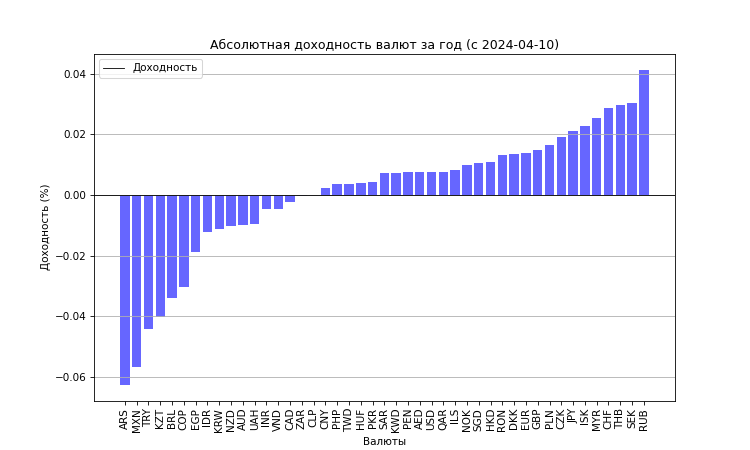 Абсолютная доходность валют за год (с 2024-04-10)
Доходность
0.04
0.02
0.00
−0.02
−0.04
−0.06
Доходность (%)
ARS MXN TRY KZT BRL COP EGP IDR KRW NZD AUD UAH INR VND CAD ZAR CLP CNY PHP TWD HUF PKR SAR KWD PEN AED USD QAR ILS NOK SGD HKD RON DKK EUR GBP PLN CZK JPY ISK MYR CHF THB SEK RUB
Валюты